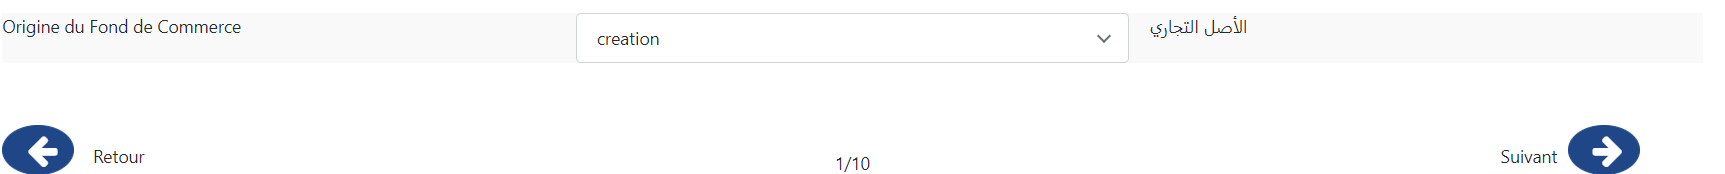 Origine du Fond de Commerce
creation
الأصل التجاري
Retour
1/10
Suivant